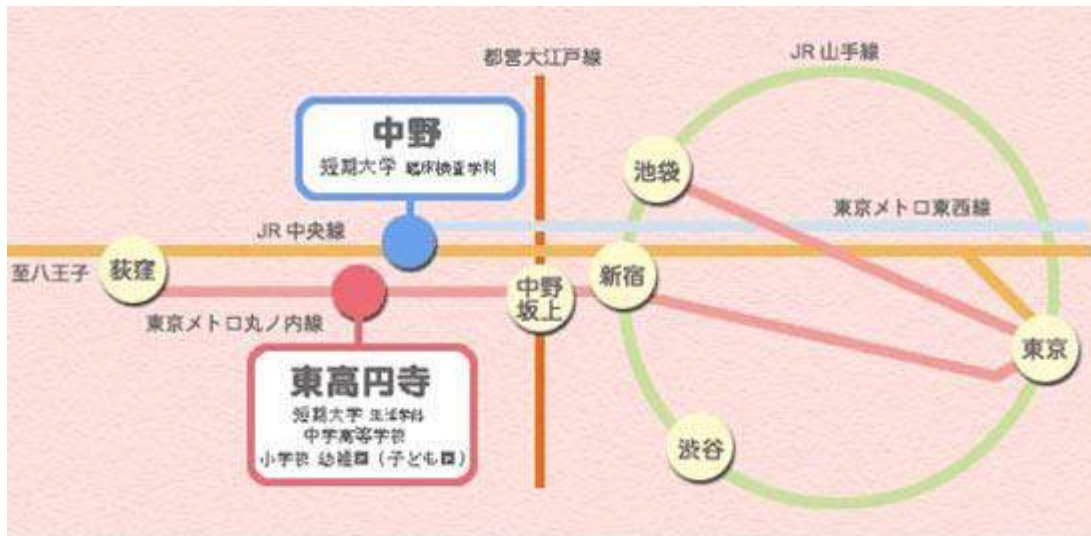 都営大江戸線
JR 山手線
中野
短期大学 臨床検査学科
池袋
東京メトロ東西線
JR 中央線
至八王子
荻窪
新宿
中野
坂上
東京メトロ丸ノ内線
東京
東高円寺
短期大学 生活学科
中学高等学校
小学校 幼稚園（子ども園）
渋谷